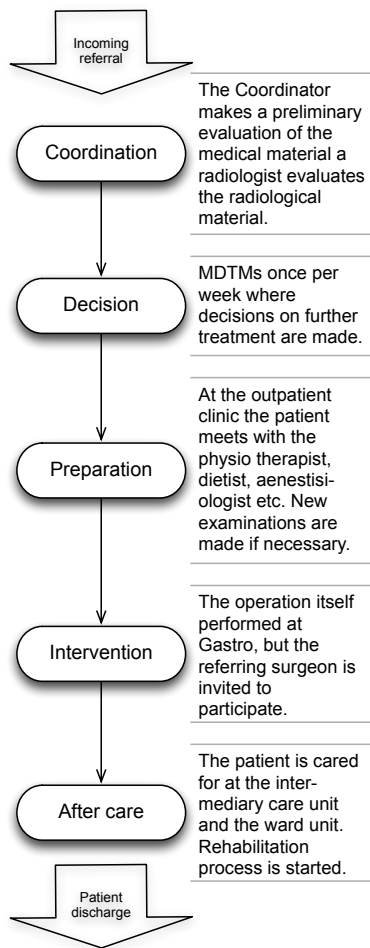 Incoming
referral
The Coordinator
makes a preliminary
evaluation of the
medical material a
radiologist evaluates
the radiological
material.
Coordination
MDTMs once per
week where
decisions on further
treatment are made.
Decision
At the outpatient
clinic the patient
meets with the
physio therapist,
dietist, aenestisi-
ologist etc. New
examinations are
made if necessary.
Preparation
The operation itself
performed at
Gastro, but the
referring surgeon is
invited to
participate.
Intervention
The patient is cared
for at the inter-
mediary care unit
and the ward unit.
Rehabilitation
process is started.
After care
Patient
discharge